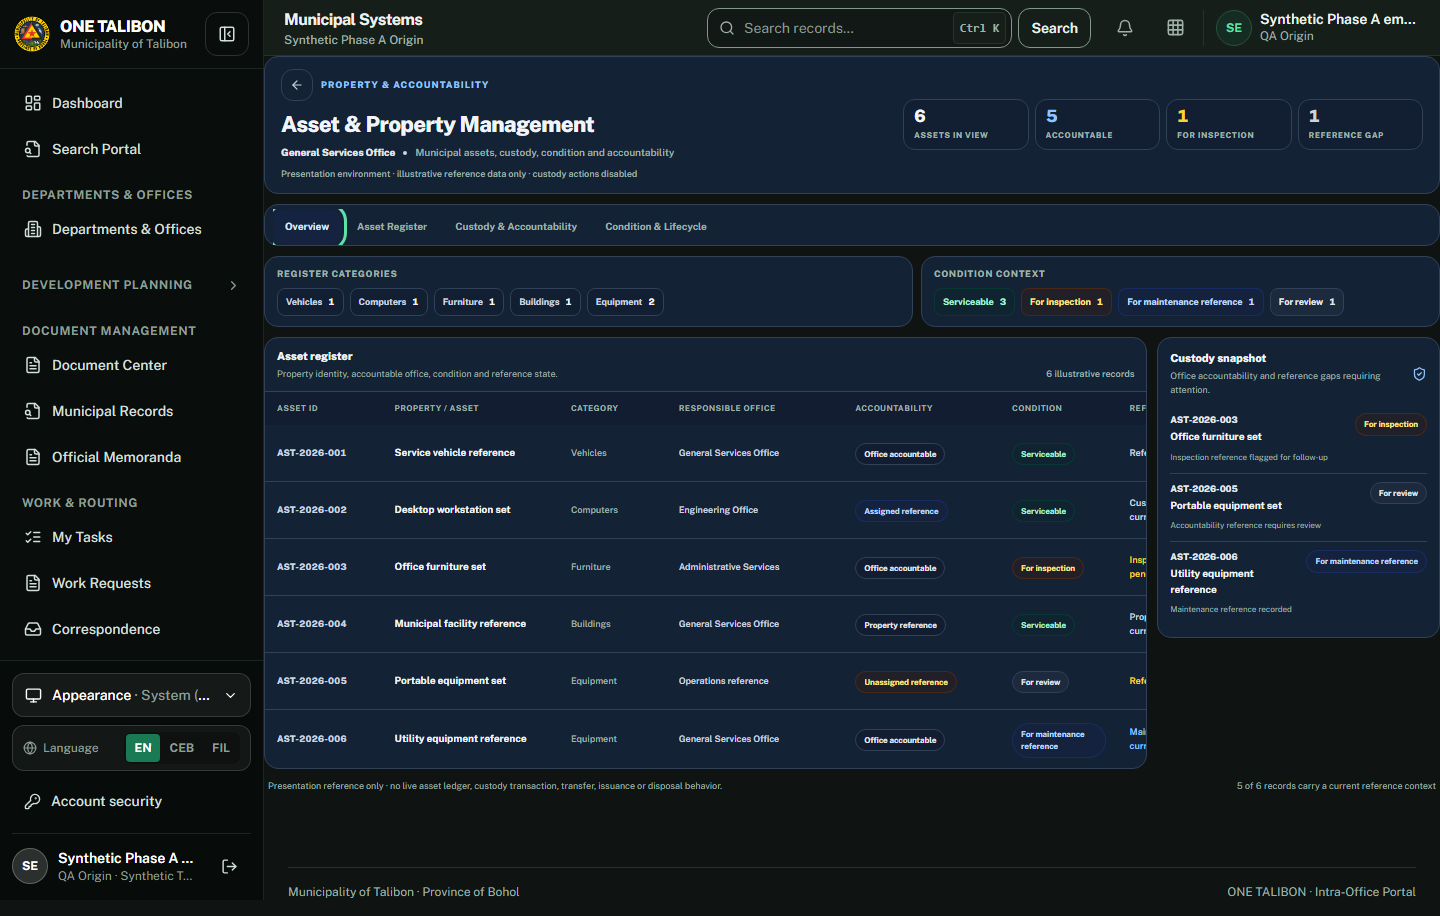 ONE TALIBON
Municipality of Talibon
Municipal Systems
Synthetic Phase A Origin
Search records...
Ctrl K
Search
SE
Synthetic Phase A em...
QA Origin
Dashboard
Search Portal
DEPARTMENTS & OFFICES
Departments & Offices
DEVELOPMENT PLANNING
DOCUMENT MANAGEMENT
Document Center
Municipal Records
Official Memoranda
WORK & ROUTING
My Tasks
Work Requests
Correspondence
Appearance · System (...
Language
EN
CEB
FIL
Account security
SE
Synthetic Phase A ...
QA Origin · Synthetic T...
PROPERTY & ACCOUNTABILITY
Asset & Property Management
General Services Office • Municipal assets, custody, condition and accountability
Presentation environment · illustrative reference data only · custody actions disabled
6
ASSETS IN VIEW
5
ACCOUNTABLE
1
FOR INSPECTION
1
REFERENCE GAP
Overview
Asset Register
Custody & Accountability
Condition & Lifecycle
REGISTER CATEGORIES
Vehicles 1
Computers 1
Furniture 1
Buildings 1
Equipment 2
CONDITION CONTEXT
Serviceable 3
For inspection 1
For maintenance reference 1
For review 1
Asset register
Property identity, accountable office, condition and reference state.
6 illustrative records
ASSET ID PROPERTY / ASSET CATEGORY RESPONSIBLE OFFICE ACCOUNTABILITY CONDITION REF
AST-2026-001 Service vehicle reference Vehicles General Services Office Office accountable Serviceable Refe
AST-2026-002 Desktop workstation set Computers Engineering Office Assigned reference Serviceable Cus
curr
AST-2026-003 Office furniture set Furniture Administrative Services Office accountable For inspection Insp
pen
AST-2026-004 Municipal facility reference Buildings General Services Office Property reference Serviceable Prop
curr
AST-2026-005 Portable equipment set Equipment Operations reference Unassigned reference For review Refe
AST-2026-006 Utility equipment reference Equipment General Services Office Office accountable For maintenance reference Mai
curr
Custody snapshot
Office accountability and reference gaps requiring
attention.
AST-2026-003
Office furniture set
For inspection
Inspection reference flagged for follow-up
AST-2026-005
Portable equipment set
For review
Accountability reference requires review
AST-2026-006
Utility equipment
reference
For maintenance reference
Maintenance reference recorded
Presentation reference only · no live asset ledger, custody transaction, transfer, issuance or disposal behavior.
5 of 6 records carry a current reference context
Municipality of Talibon · Province of Bohol
ONE TALIBON · Intra-Office Portal